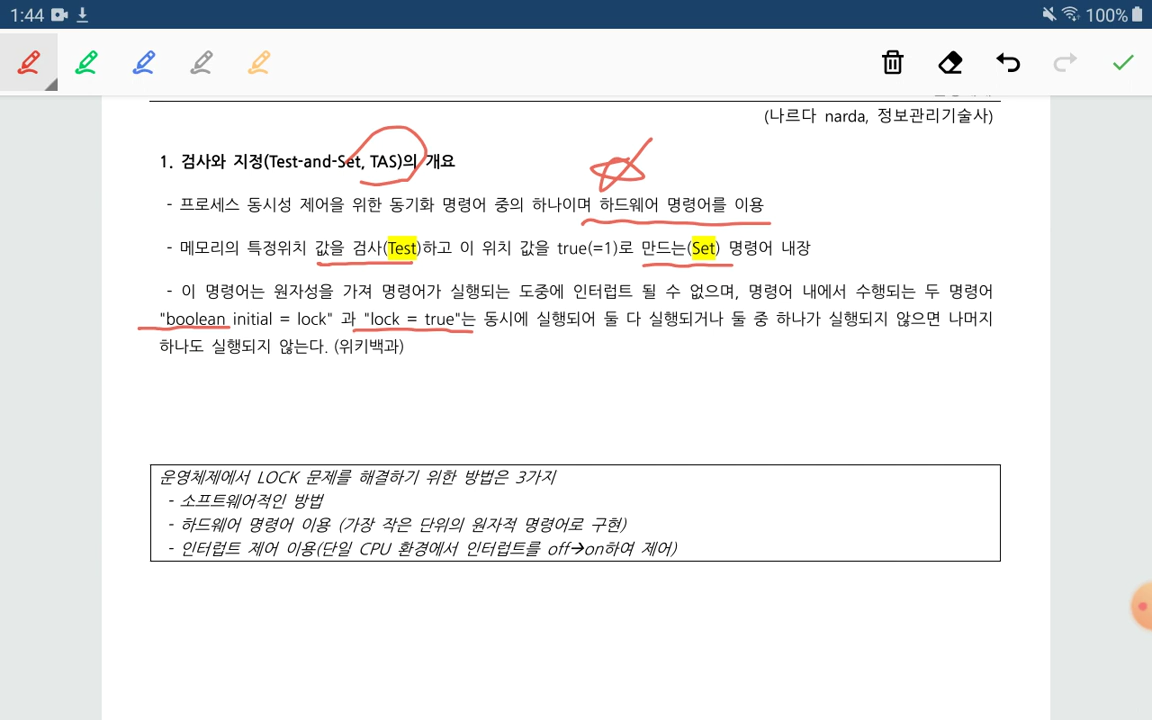 1:44
100%
(나르다 narda, 정보관리기술사)
1. 검사와 지정(Test-and-Set, TAS)의 개요
- 프로세스 동시성 제어를 위한 동기화 명령어 중의 하나이며 하드웨어 명령어를 이용
- 메모리의 특정위치 값을 검사(Test)하고 이 위치 값을 true(=1)로 만드는(Set) 명령어 내장
- 이 명령어는 원자성을 가져 명령어가 실행되는 도중에 인터럽트 될 수 없으며, 명령어 내에서 수행되는 두 명령어
"boolean initial = lock" 과 "lock = true"는 동시에 실행되어 둘 다 실행되거나 둘 중 하나가 실행되지 않으면 나머지
하나도 실행되지 않는다. (위키백과)
운영체제에서 LOCK 문제를 해결하기 위한 방법은 3가지
- 소프트웨어적인 방법
- 하드웨어 명령어 이용 (가장 작은 단위의 원자적 명령어로 구현)
- 인터럽트 제어 이용(단일 CPU 환경에서 인터럽트를 off→on하여 제어)